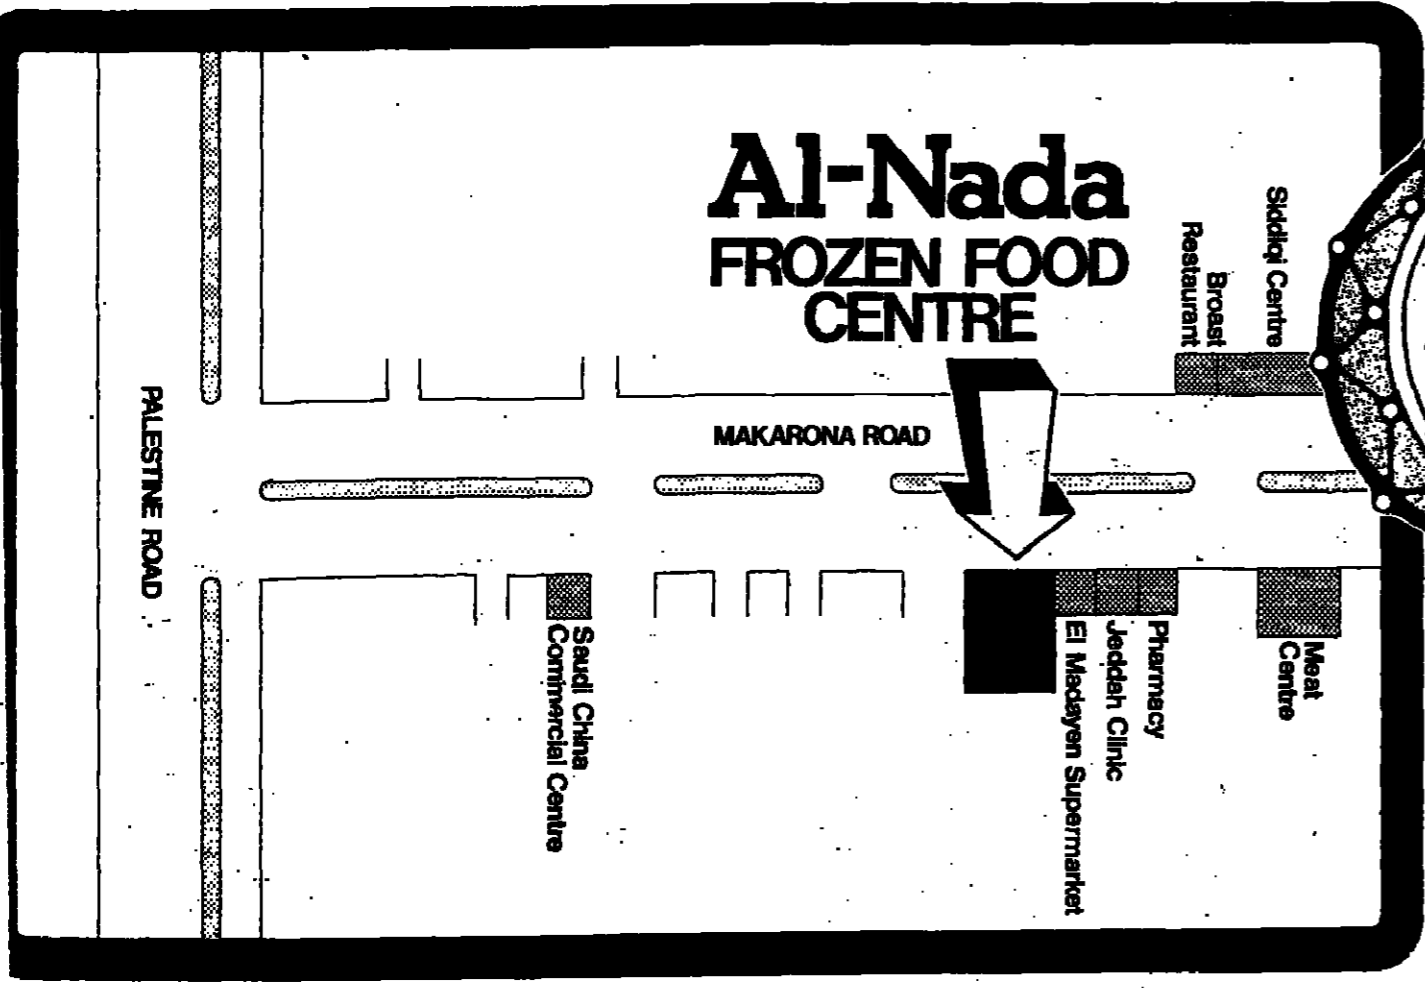 Al-Nada
FROZEN FOOD
CENTRE
Siddiqi Centre
Broast
Restaurant
MAKARONA ROAD
PALESTINE ROAD
Saudi China
Commercial Centre
El Madayen Supermarket
Jeddah Clinic
Pharmacy
Meat
Centre